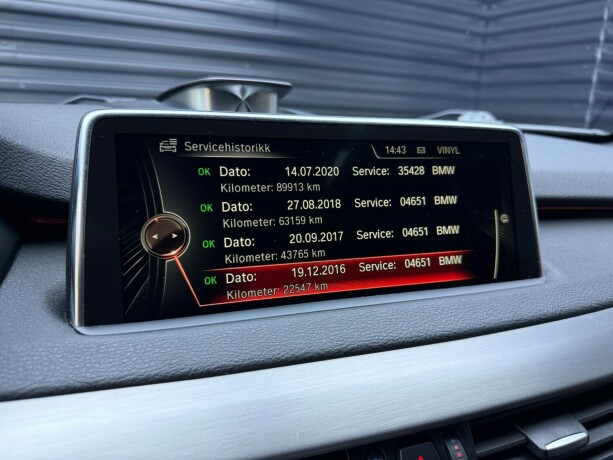 Servicehistorikk 14:43 VINYL
OK Dato: 14.07.2020 Service: 35428 BMW
Kilometer: 89913 km
OK Dato: 27.08.2018 Service: 04651 BMW
Kilometer: 63159 km
OK Dato: 20.09.2017 Service: 04651 BMW
Kilometer: 43765 km
OK Dato: 19.12.2016 Service: 04651 BMW
Kilometer: 22547 km